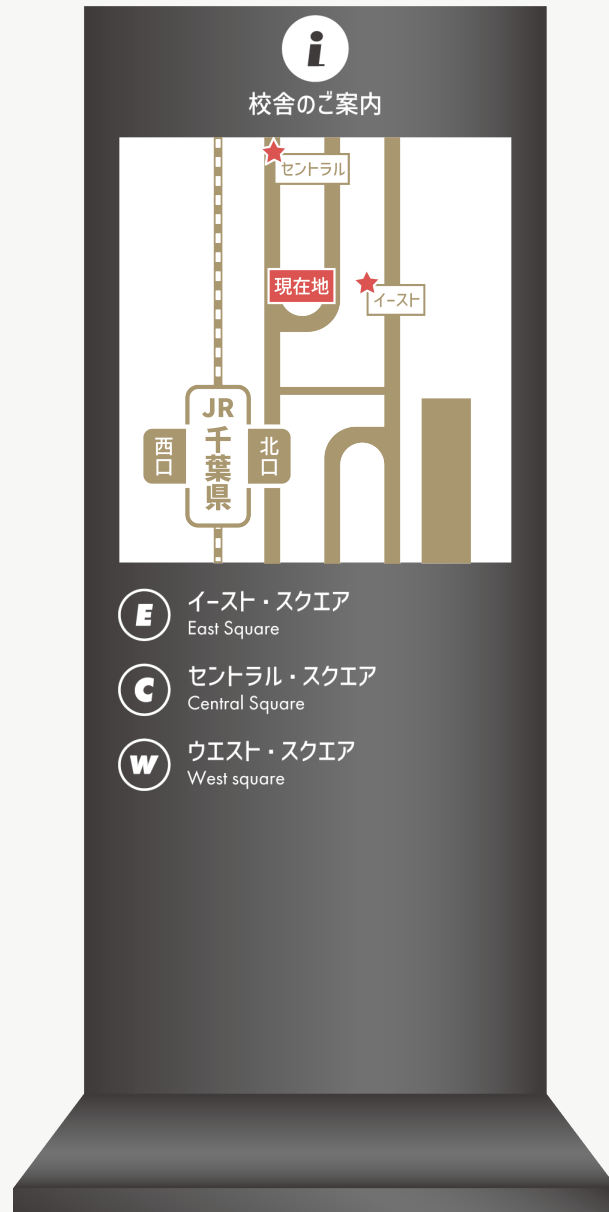 i
校舎のご案内
セントラル
現在地
イースト
JR
千葉県
西口
北口
E
イースト・スクエア
East Square
C
セントラル・スクエア
Central Square
W
ウエスト・スクエア
West square